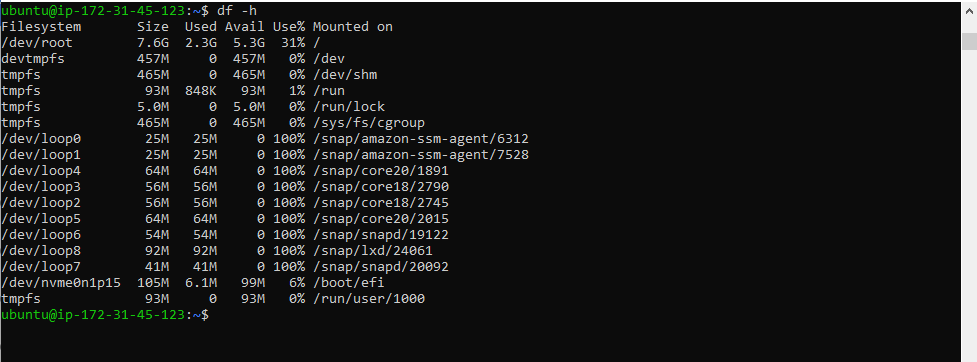 ubuntu@ip-172-31-45-123:~$ df -h
Filesystem      Size  Used Avail Use% Mounted on
/dev/root       7.6G  2.3G  5.3G  31% /
devtmpfs        457M     0  457M   0% /dev
tmpfs           465M     0  465M   0% /dev/shm
tmpfs            93M  848K   93M   1% /run
tmpfs           5.0M     0  5.0M   0% /run/lock
tmpfs           465M     0  465M   0% /sys/fs/cgroup
/dev/loop0       25M   25M     0 100% /snap/amazon-ssm-agent/6312
/dev/loop1       25M   25M     0 100% /snap/amazon-ssm-agent/7528
/dev/loop4       64M   64M     0 100% /snap/core20/1891
/dev/loop3       56M   56M     0 100% /snap/core18/2790
/dev/loop2       56M   56M     0 100% /snap/core18/2745
/dev/loop5       64M   64M     0 100% /snap/core20/2015
/dev/loop6       54M   54M     0 100% /snap/snapd/19122
/dev/loop8       92M   92M     0 100% /snap/lxd/24061
/dev/loop7       41M   41M     0 100% /snap/snapd/20092
/dev/nvme0n1p15  105M  6.1M   99M   6% /boot/efi
tmpfs            93M     0   93M   0% /run/user/1000
ubuntu@ip-172-31-45-123:~$